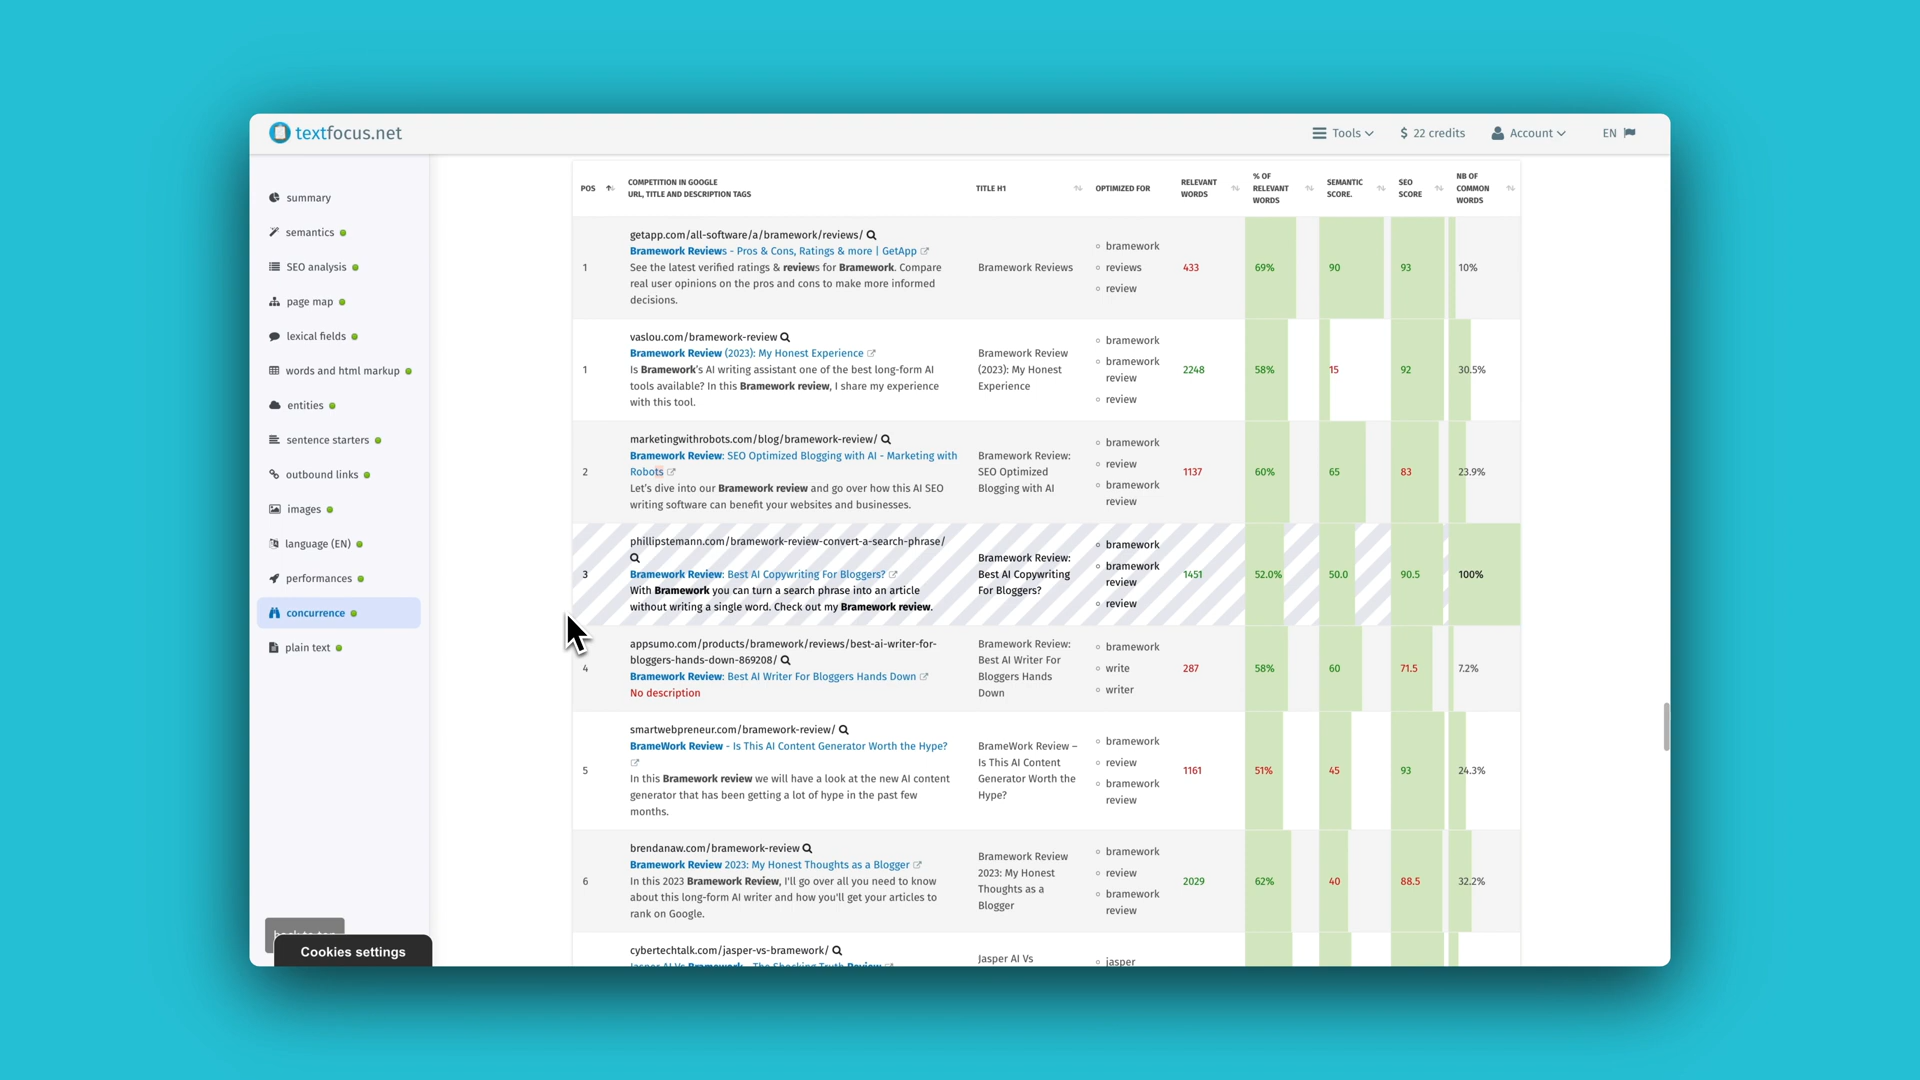 textfocus.net
Tools
$ 22 credits
Account
EN
summary
semantics
SEO analysis
page map
lexical fields
words and html markup
entities
sentence starters
outbound links
images
language (EN)
performances
concurrence
plain text
Cookies settings
POS
COMPETITION IN GOOGLE
URL, TITLE AND DESCRIPTION TAGS
TITLE H1
OPTIMIZED FOR
RELEVANT
WORDS
% OF
RELEVANT
WORDS
SEMANTIC
SCORE.
SEO
SCORE
NB OF
COMMON
WORDS
1
getapp.com/all-software/a/bramework/reviews/
Bramework Reviews - Pros & Cons, Ratings & more | GetApp
See the latest verified ratings & reviews for Bramework. Compare
real user opinions on the pros and cons to make more informed
decisions.
Bramework Reviews
bramework
reviews
review
433
69%
90
93
10%
1
vaslou.com/bramework-review
Bramework Review (2023): My Honest Experience
Is Bramework's AI writing assistant one of the best long-form AI
tools available? In this Bramework review, I share my experience
with this tool.
Bramework Review
(2023): My Honest
Experience
bramework
bramework
review
review
2248
58%
15
92
30.5%
2
marketingwithrobots.com/blog/bramework-review/
Bramework Review: SEO Optimized Blogging with AI - Marketing with
Robots
Let's dive into our Bramework review and go over how this AI SEO
writing software can benefit your websites and businesses.
Bramework Review:
SEO Optimized
Blogging with AI
bramework
review
bramework
review
1137
60%
65
83
23.9%
3
phillipstemann.com/bramework-review-convert-a-search-phrase/
Bramework Review: Best AI Copywriting For Bloggers?
With Bramework you can turn a search phrase into an article
without writing a single word. Check out my Bramework review.
Bramework Review:
Best AI Copywriting
For Bloggers?
bramework
bramework
review
review
1451
52.0%
50.0
90.5
100%
4
appsumo.com/products/bramework/reviews/best-ai-writer-for-
bloggers-hands-down-869208/
Bramework Review: Best AI Writer For Bloggers Hands Down
No description
Bramework Review:
Best AI Writer For
Bloggers Hands
Down
bramework
write
writer
287
58%
60
71.5
7.2%
5
smartwebpreneur.com/bramework-review/
BrameWork Review - Is This AI Content Generator Worth the Hype?
In this Bramework review we will have a look at the new AI content
generator that has been getting a lot of hype in the past few
months.
BrameWork Review –
Is This AI Content
Generator Worth the
Hype?
bramework
review
bramework
review
1161
51%
45
93
24.3%
6
brendanaw.com/bramework-review
Bramework Review 2023: My Honest Thoughts as a Blogger
In this 2023 Bramework Review, I'll go over all you need to know
about this long-form AI writer and how you'll get your articles to
rank on Google.
Bramework Review
2023: My Honest
Thoughts as a
Blogger
bramework
review
bramework
review
2029
62%
40
88.5
32.2%
cybertechtalk.com/jasper-vs-bramework/
Jasper AI Vs Bramework - The Shocking Truth Review
Jasper AI Vs
jasper